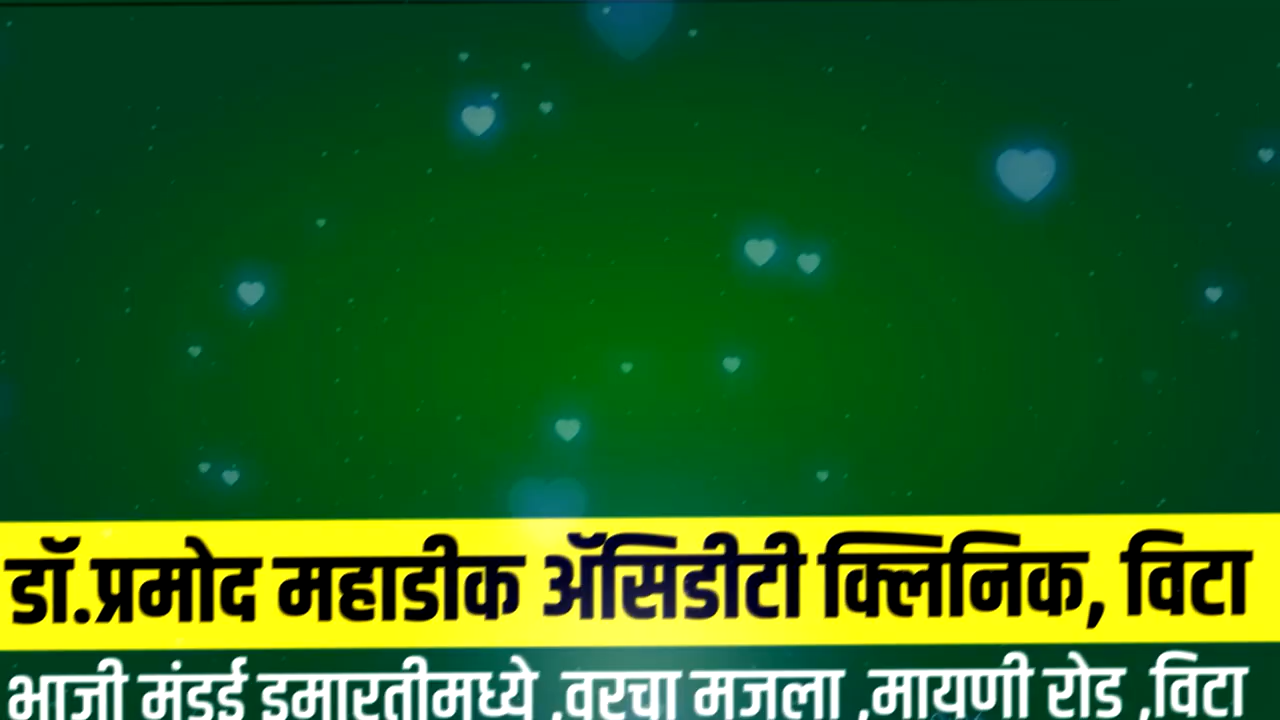 डॉ.प्रमोद महाडीक ॲसिडीटी क्लिनिक, विटा
भाजी मंडई इमारतीमध्ये ,वरचा मजला ,मायणी रोड ,विटा